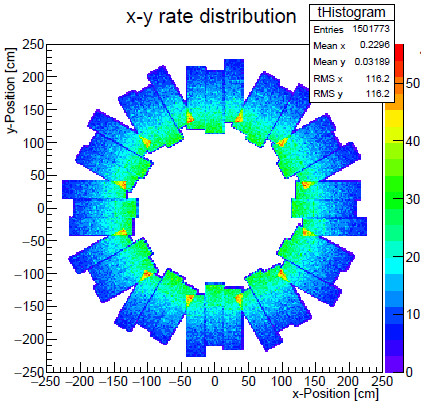 x-y rate distribution
tHistogram
Entries 1501773
Mean x 0.2296
Mean y 0.03189
RMS x 116.2
RMS y 116.2
y-Position [cm]
250
200
150
100
50
0
−50
−100
−150
−200
−250
−250 −200 −150 −100 −50 0 50 100 150 200 250
x-Position [cm]
50
40
30
20
10
0